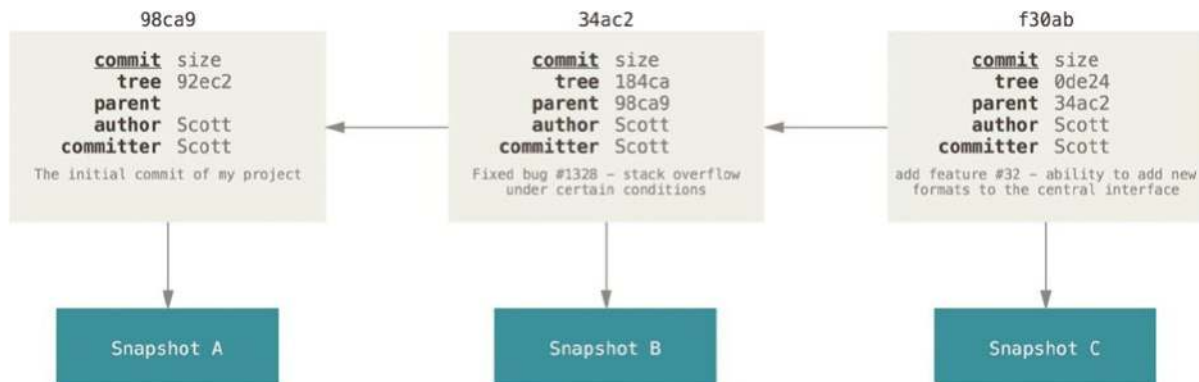 98ca9
commit size
tree 92ec2
parent
author Scott
committer Scott
The initial commit of my project
Snapshot A
34ac2
commit size
tree 184ca
parent 98ca9
author Scott
committer Scott
Fixed bug #1328 – stack overflow
under certain conditions
Snapshot B
f30ab
commit size
tree 0de24
parent 34ac2
author Scott
committer Scott
add feature #32 – ability to add new
formats to the central interface
Snapshot C